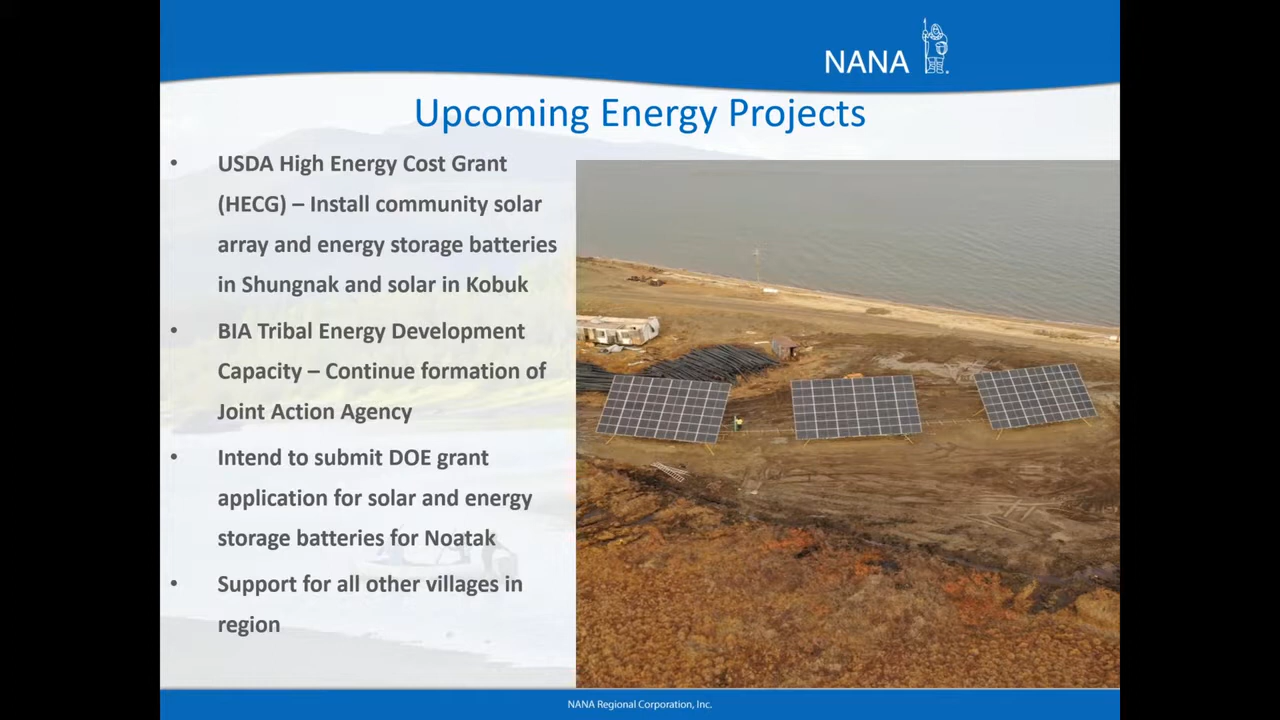 NANA
Upcoming Energy Projects
• USDA High Energy Cost Grant
(HECG) – Install community solar
array and energy storage batteries
in Shungnak and solar in Kobuk
• BIA Tribal Energy Development
Capacity – Continue formation of
Joint Action Agency
• Intend to submit DOE grant
application for solar and energy
storage batteries for Noatak
• Support for all other villages in
region
NANA Regional Corporation, Inc.